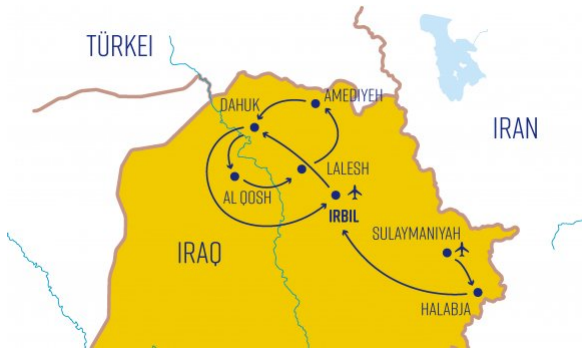 TÜRKEI
AMEDIYEH
DAHUK
IRAN
LALESH
AL QOSH
IRBIL
SULAYMANIYAH
IRAQ
HALABJA